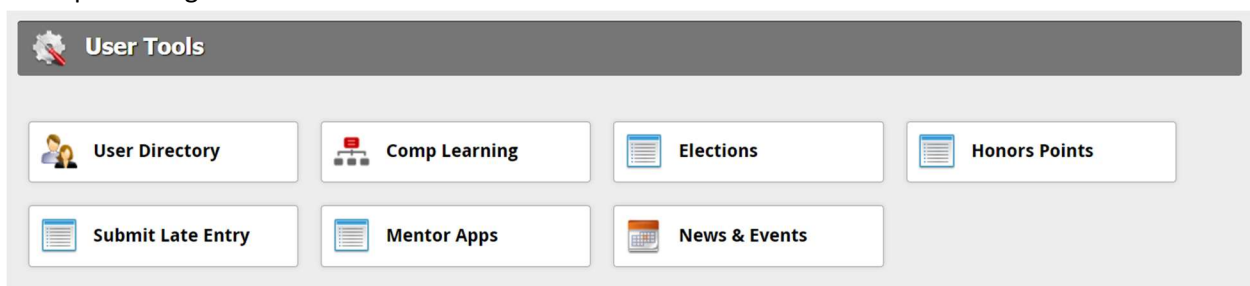 User Tools
User Directory
Comp Learning
Elections
Honors Points
Submit Late Entry
Mentor Apps
News & Events